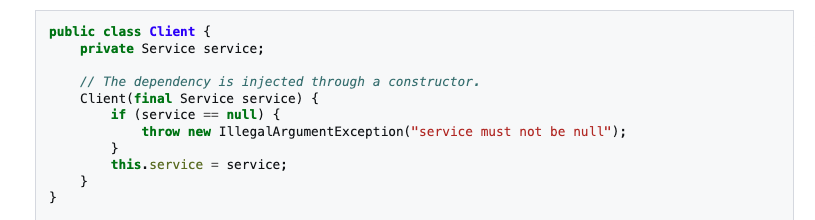 public class Client {
    private Service service;

    // The dependency is injected through a constructor.
    Client(final Service service) {
        if (service == null) {
            throw new IllegalArgumentException("service must not be null");
        }
        this.service = service;
    }
}